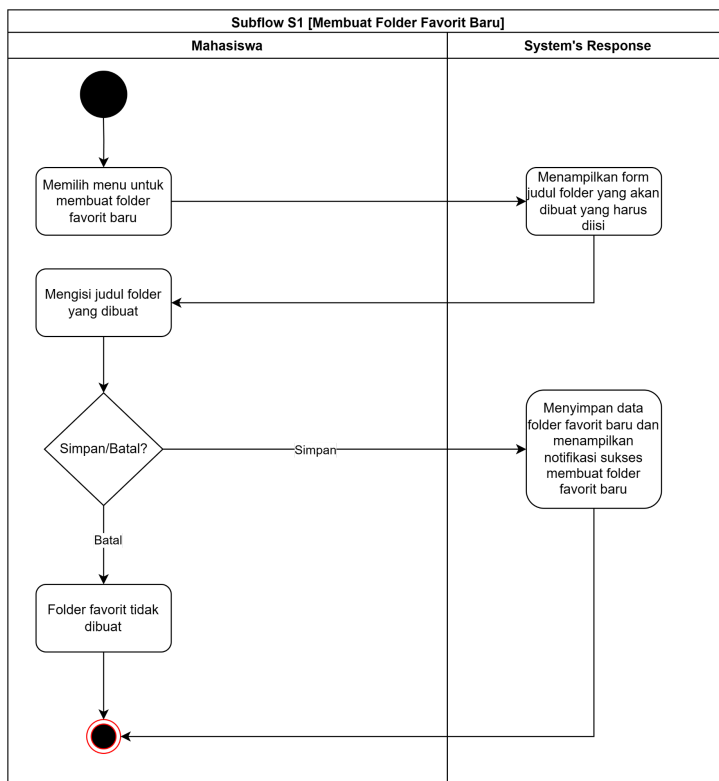 Subflow S1 [Membuat Folder Favorit Baru]
Mahasiswa
System's Response
Memilih menu untuk
membuat folder
favorit baru
Menampilkan form
judul folder yang akan
dibuat yang harus
diisi
Mengisi judul folder
yang dibuat
Simpan/Batal?
Simpan
Menyimpan data
folder favorit baru dan
menampilkan
notifikasi sukses
membuat folder
favorit baru
Batal
Folder favorit tidak
dibuat